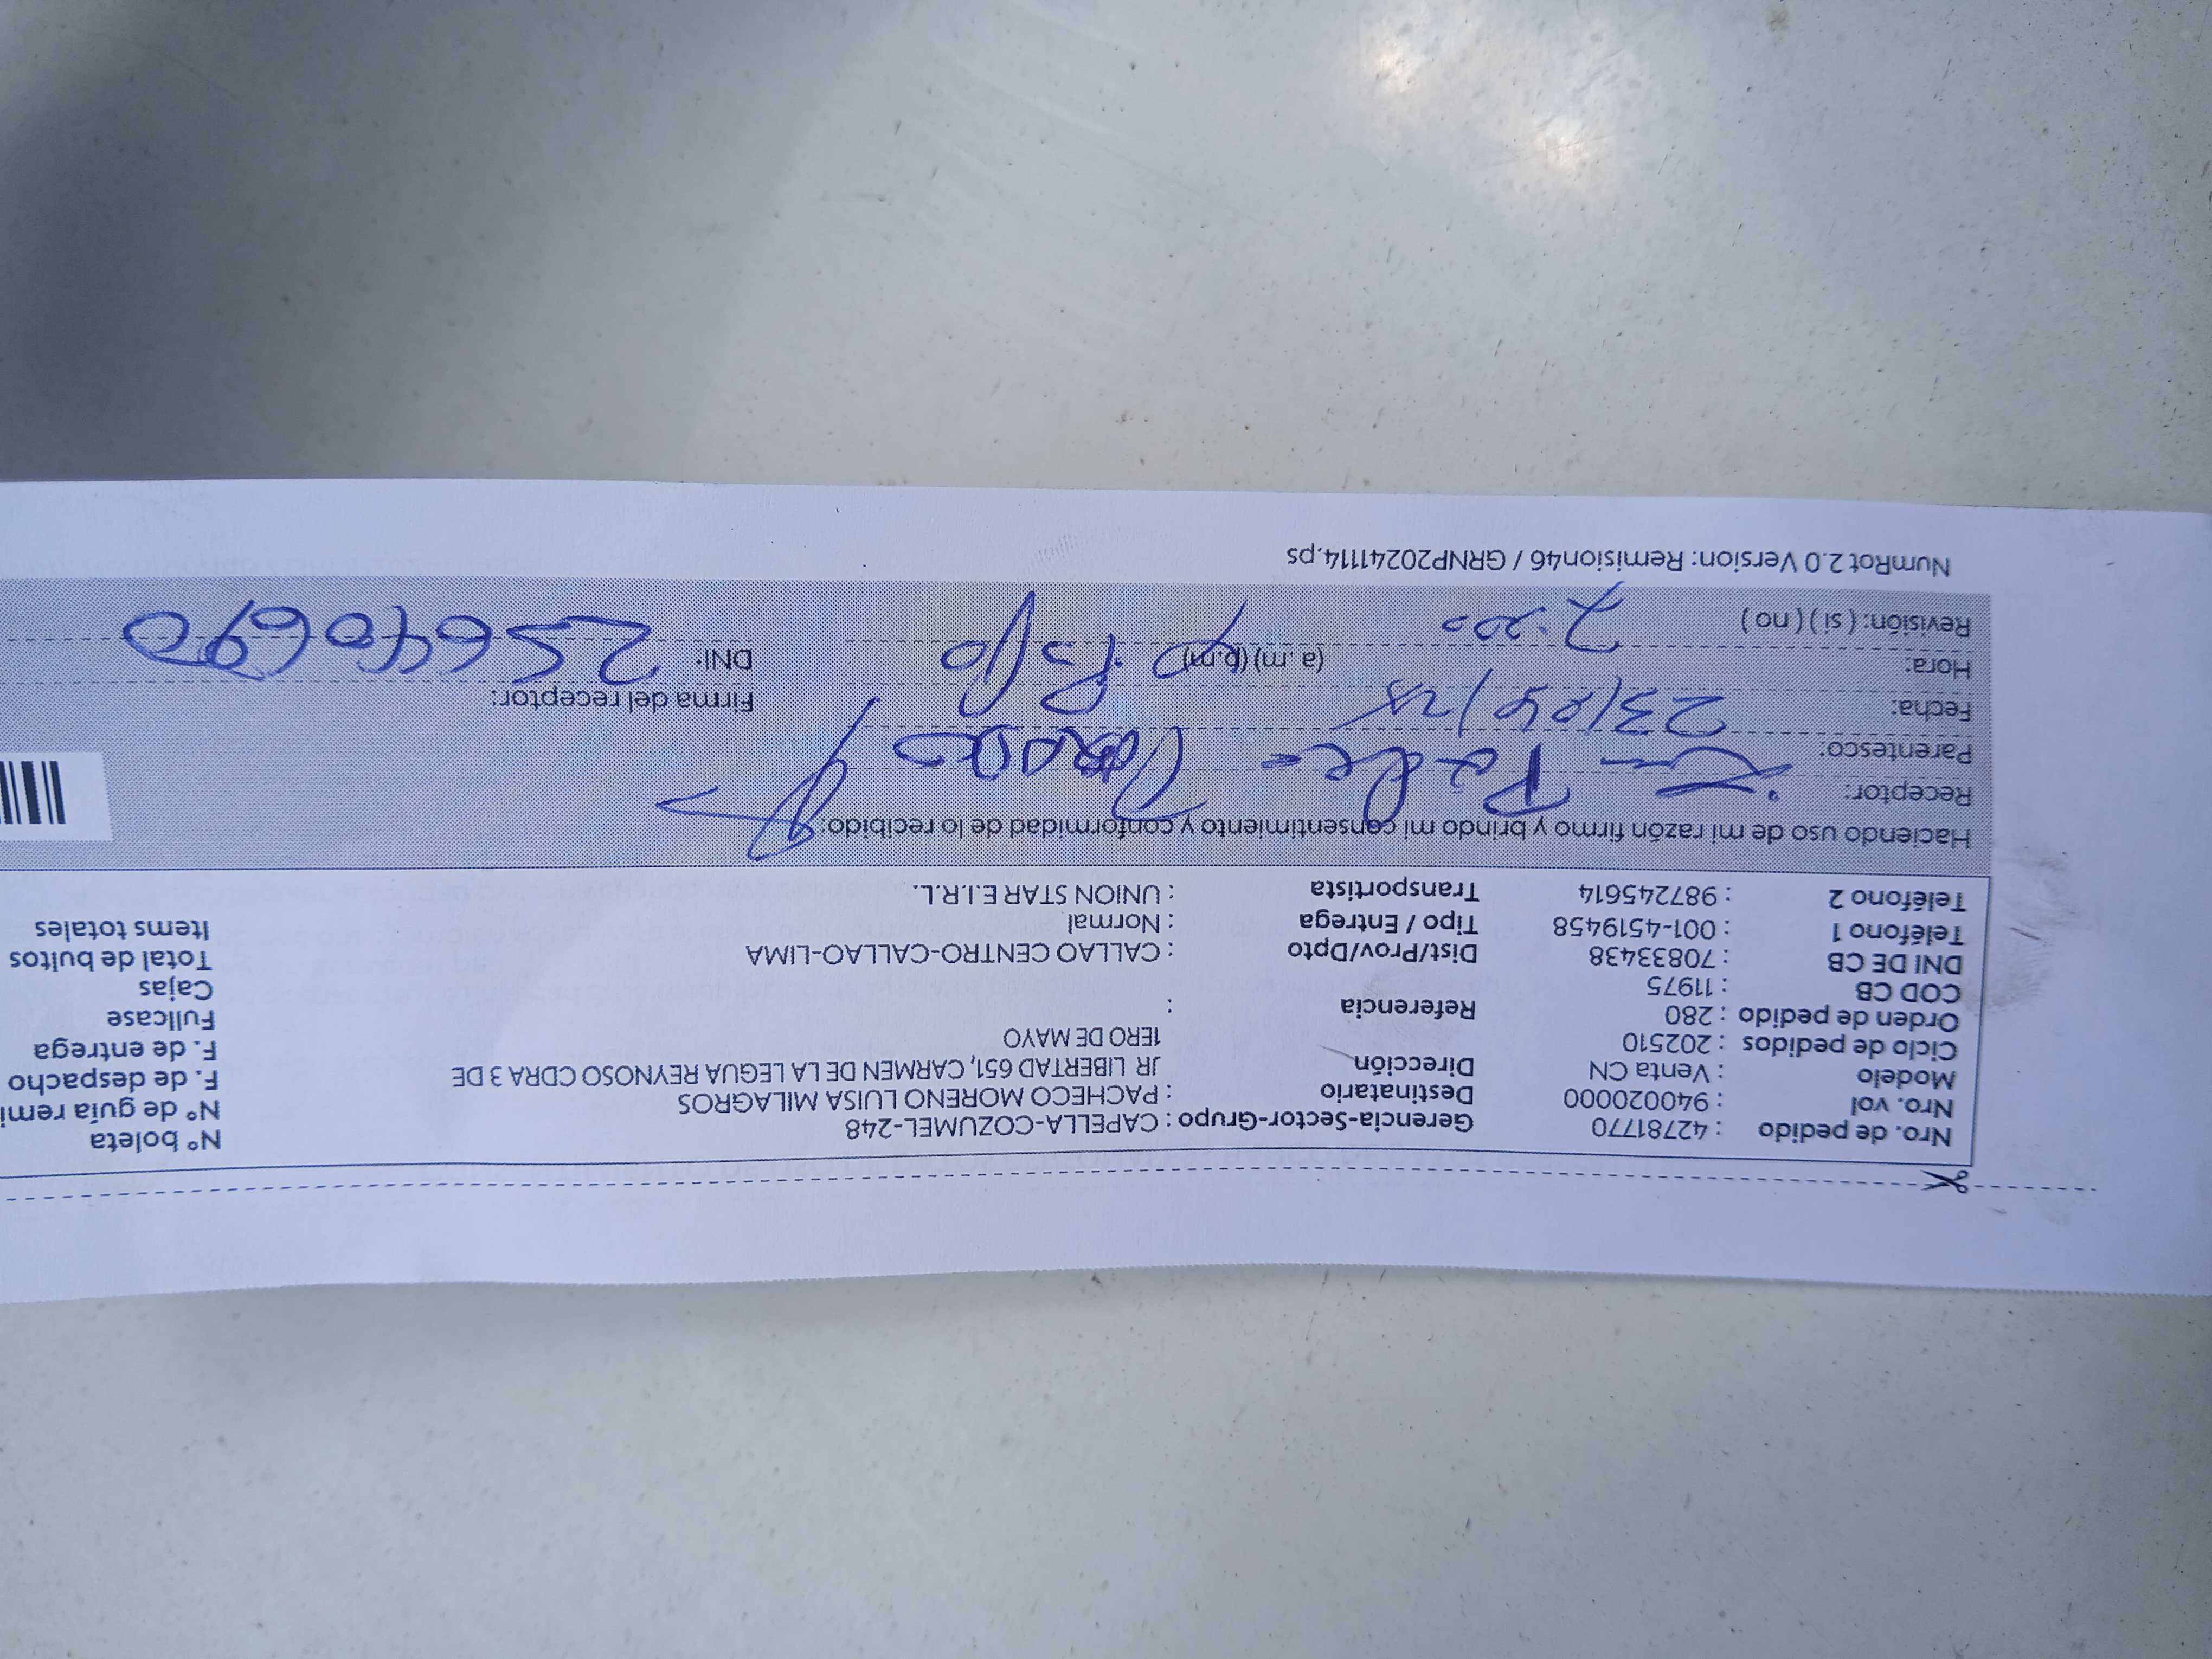 Nro. de pedido : 42781770 Gerencia-Sector-Grupo : CAPELLA-COZUMEL-248 N° boleta
Nro. vol : 940020000 Destinatario : PACHECO MORENO LUISA MILAGROS N° de guía remi
Modelo : Venta CN Dirección JR LIBERTAD 651, CARMEN DE LA LEGUA REYNOSO CDRA 3 DE F. de despacho
Ciclo de pedidos : 202510 1ERO DE MAYO F. de entrega
Orden de pedido : 280 Referencia : Fullcase
COD CB : 11975 Cajas
DNI DE CB : 70833438 Dist/Prov/Dpto : CALLAO CENTRO-CALLAO-LIMA Total de bultos
Teléfono 1 : 001-4519458 Tipo / Entrega : Normal Items totales
Teléfono 2 : 987245614 Transportista : UNION STAR E.I.R.L.
Haciendo uso de mi razón firmo y brindo mi consentimiento y conformidad de lo recibido:
Receptor:
Parentesco:
Fecha: 23/04/25 Firma del receptor:
Hora: (a .m) (p.m) DNI: 25640690
Revisión: ( si ) ( no )
NumRot 2.0 Version: Remision46 / GRNP20241114.ps